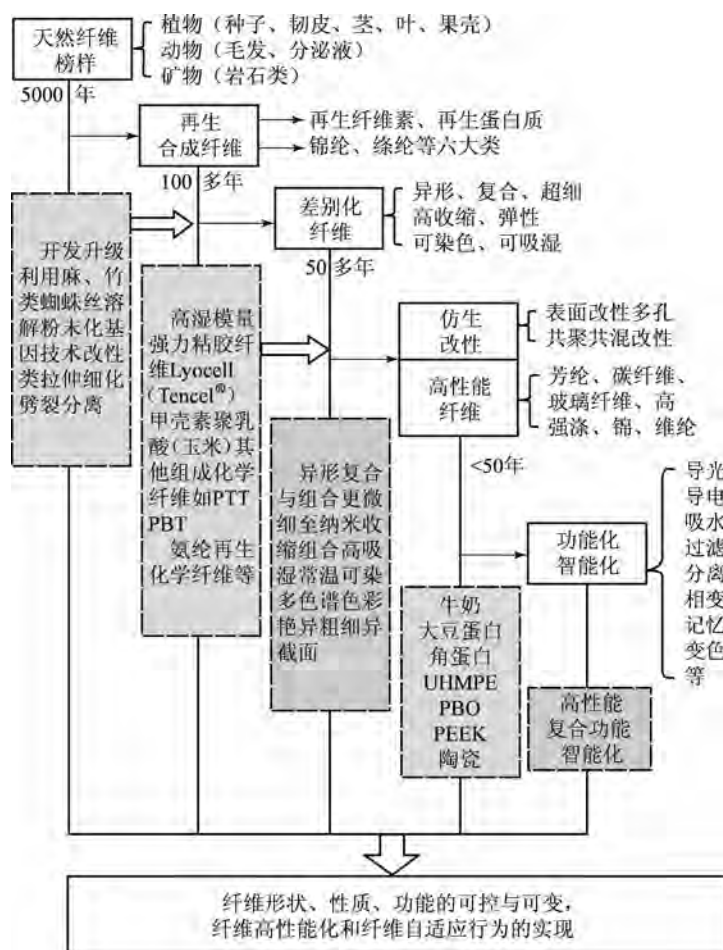 天然纤维
榜样
植物（种子、韧皮、茎、叶、果壳）
动物（毛发、分泌液）
矿物（岩石类）
5000 年
再生
合成纤维
再生纤维素、再生蛋白质
锦纶、绦纶等六大类
100 多年
差别化
纤维
异形、复合、超细
高收缩、弹性
可染色、可吸湿
50 多年
开发升级
利用麻、竹
类蜘蛛丝溶
解粉末化基
因技术改性
类拉伸细化
劈裂分离
高湿模量
强力粘胶纤
维Lyocell
(Tencel®)
甲壳素聚乳
酸(玉米)其
他组成化学
纤维如PTT
PBT
氨纶再生
化学纤维等
仿生
改性
表面改性多孔
共聚共混改性
高性能
纤维
芳纶、碳纤维、
玻璃纤维、高
强涤、锦、维纶
<50年
异形复合
与组合更微
细至纳米收
缩组合高吸
湿常温可染
多色谱色彩
艳异粗细异
截面
功能化
智能化
导光
导电
吸水
过滤
分离
相变
记忆
变色
等
牛奶
大豆蛋白
角蛋白
UHMPE
PBO
PEEK
陶瓷
高性能
复合功能
智能化
纤维形状、性质、功能的可控与可变，
纤维高性能化和纤维自适应行为的实现